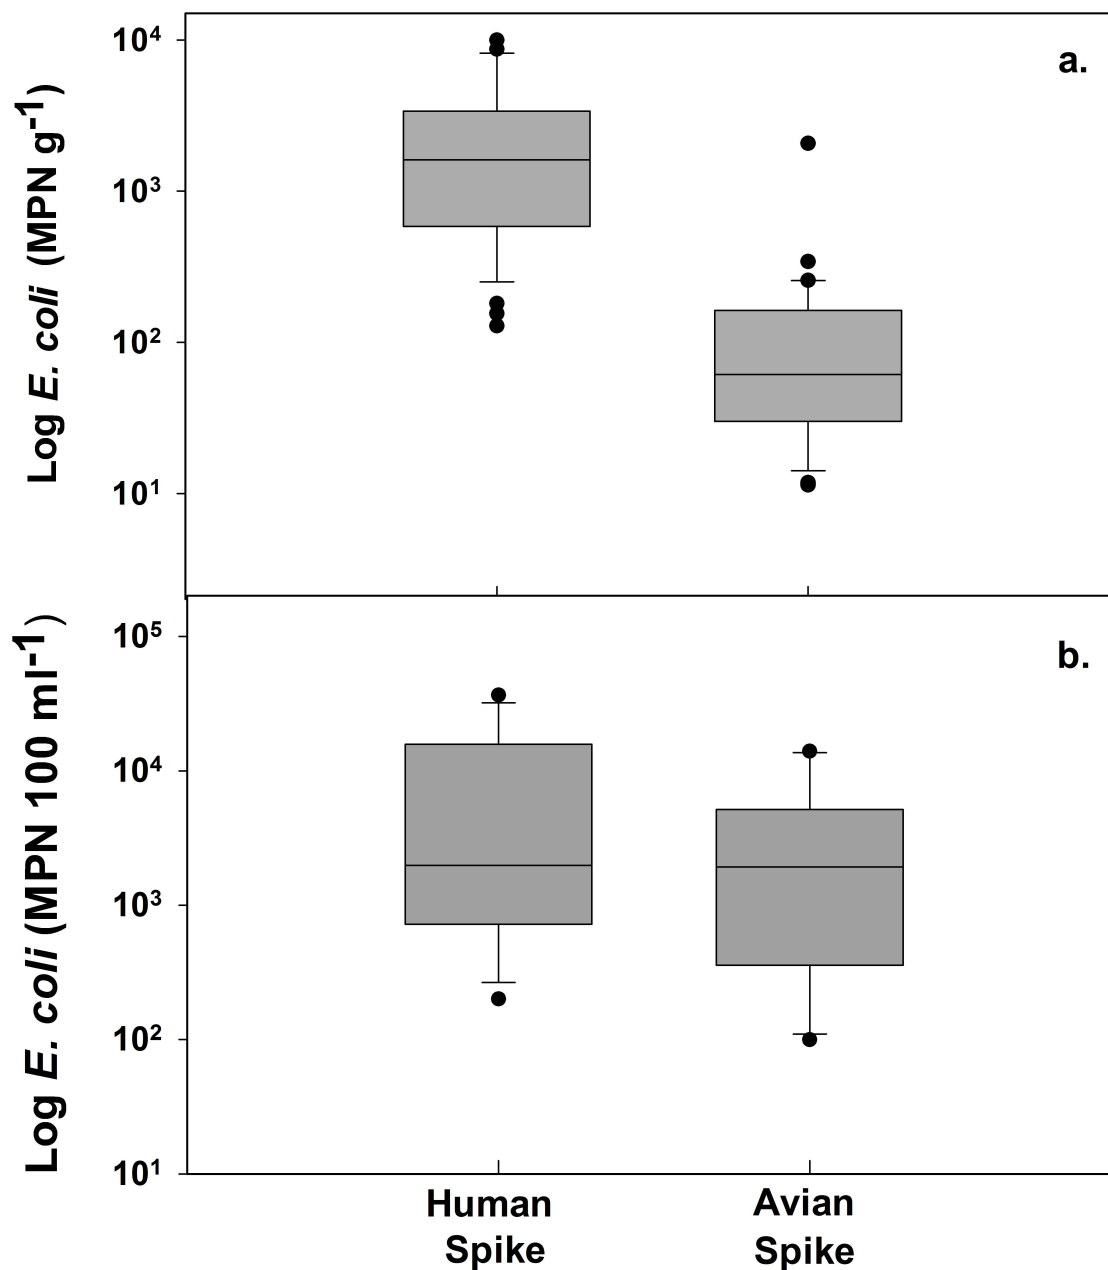 a.
Log E. coli (MPN g⁻¹)
10⁴
10³
10²
10¹
b.
Log E. coli (MPN 100 ml⁻¹)
10⁵
10⁴
10³
10²
10¹
Human
Spike
Avian
Spike